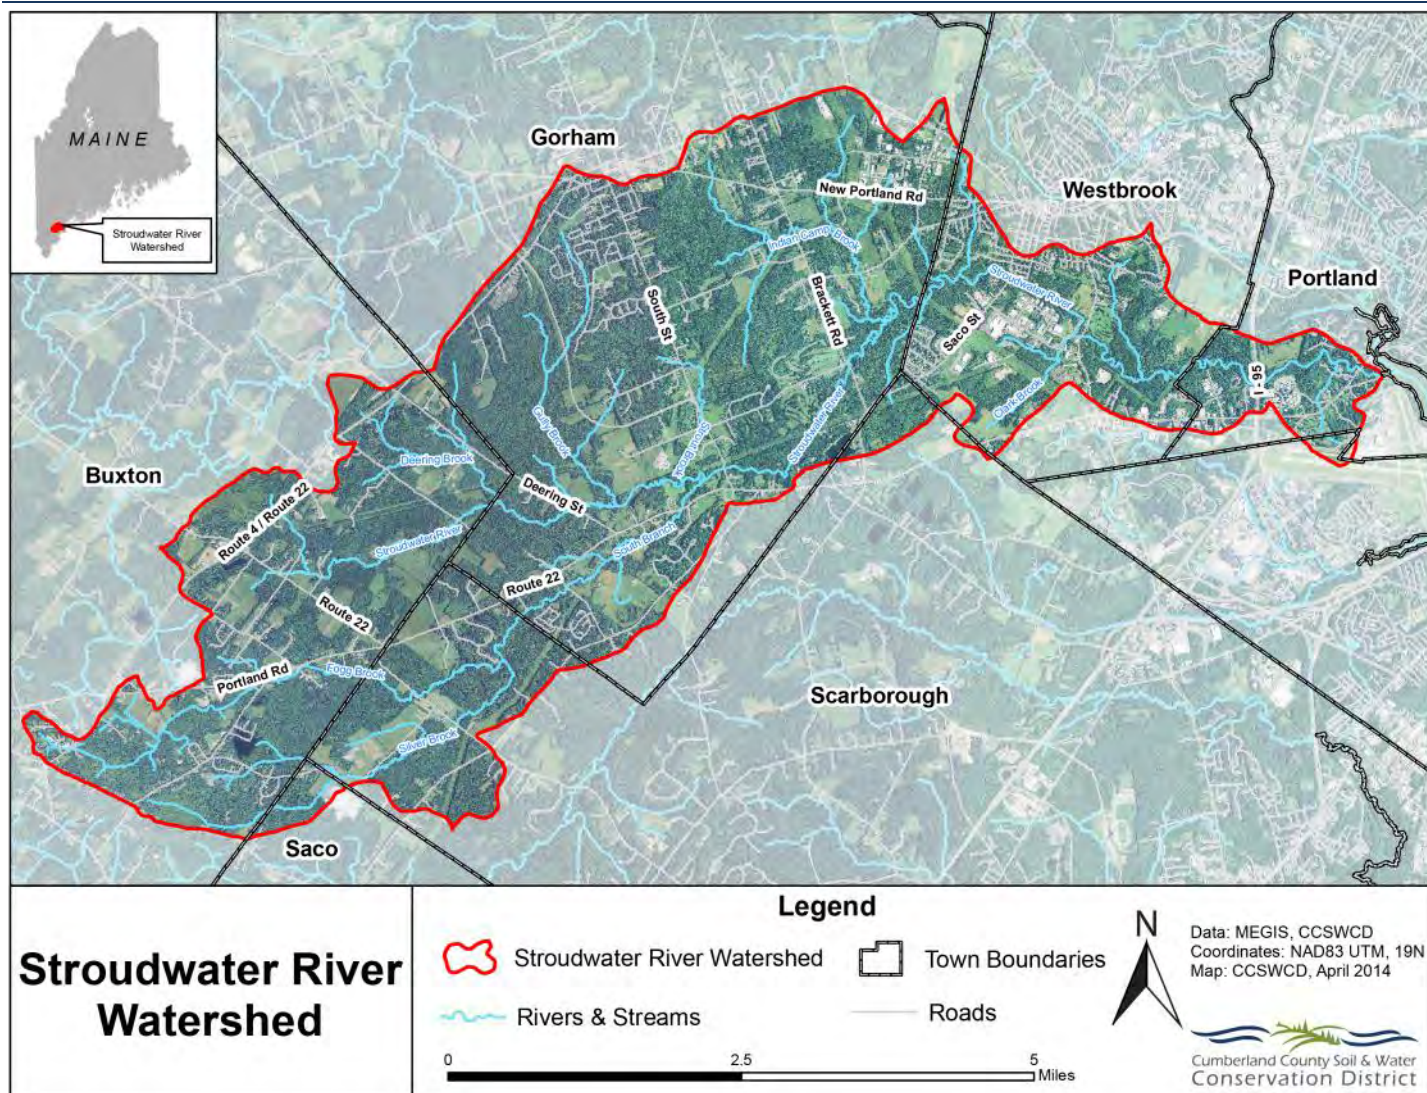 MAINE
Stroudwater River
Watershed
Gorham
Westbrook
Portland
New Portland Rd
Indian Camp Brook
Stroudwater River
South St
Brackett Rd
Saco St
I - 95
Clark Brook
Gully Brook
South Brook
Stroudwater River
Deering Brook
Buxton
Deering St
Route 4 / Route 22
Stroudwater River
South Branch
Route 22
Route 22
Fogg Brook
Portland Rd
Scarborough
Silver Brook
Saco
Stroudwater River
Watershed
Legend
Stroudwater River Watershed
Town Boundaries
Rivers & Streams
Roads
0
2.5
5
Miles
N
Data: MEGIS, CCSWCD
Coordinates: NAD83 UTM, 19N
Map: CCSWCD, April 2014
Cumberland County Soil & Water
Conservation District